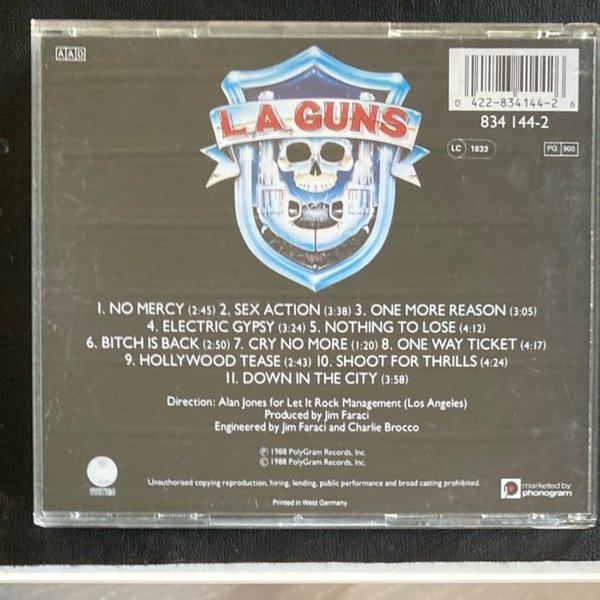 AAD
L.A. GUNS
0 422-834144-2 6
834 144-2
LC 1633
PG 900
1. NO MERCY (2:45) 2. SEX ACTION (3:38) 3. ONE MORE REASON (3:05)
4. ELECTRIC GYPSY (3:24) 5. NOTHING TO LOSE (4:12)
6. BITCH IS BACK (2:50) 7. CRY NO MORE (1:20) 8. ONE WAY TICKET (4:17)
9. HOLLYWOOD TEASE (2:43) 10. SHOOT FOR THRILLS (4:24)
11. DOWN IN THE CITY (3:58)
Direction: Alan Jones for Let It Rock Management (Los Angeles)
Produced by Jim Faraci
Engineered by Jim Faraci and Charlie Brocco
℗ 1988 PolyGram Records, Inc.
© 1988 PolyGram Records, Inc.
Unauthorised copying reproduction, hiring, lending, public performance and broad casting prohibited.
Printed in West Germany
marketed by
phonogram